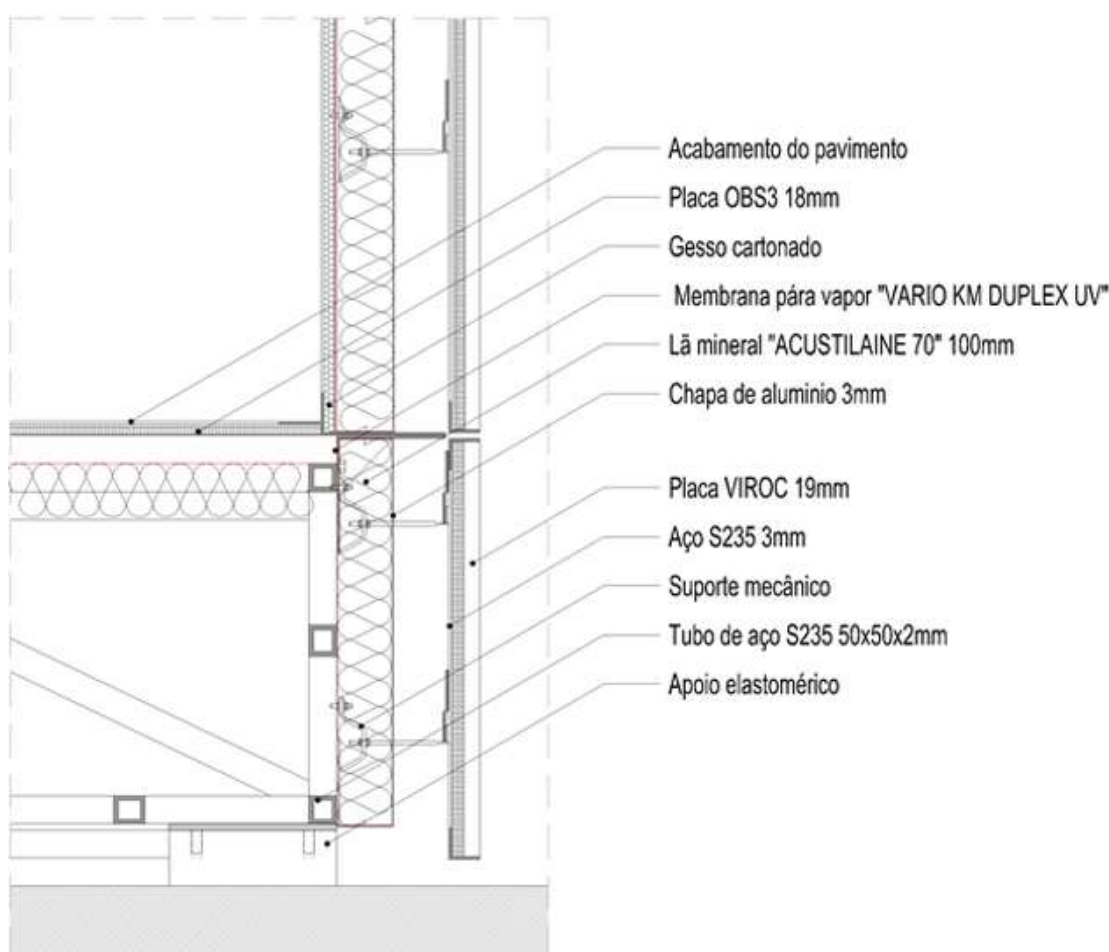 Acabamento do pavimento
Placa OBS3 18mm
Gesso cartonado
Membrana pára vapor "VARIO KM DUPLEX UV"
Lã mineral "ACUSTILAINE 70" 100mm
Chapa de aluminio 3mm
Placa VIROC 19mm
Aço S235 3mm
Suporte mecânico
Tubo de aço S235 50x50x2mm
Apoio elastomérico